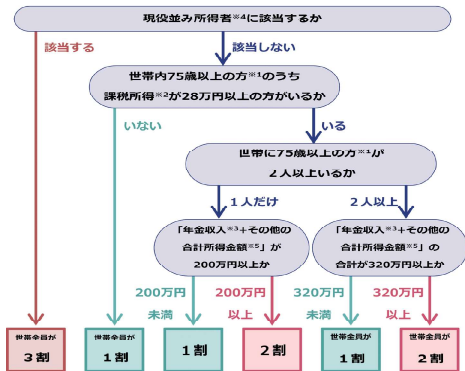 現役並み所得者※4に該当するか
該当する
該当しない
世帯内75歳以上の方※1のうち
課税所得※2が28万円以上の方がいるか
いない
いる
世帯に75歳以上の方※1が
2人以上いるか
1人だけ
2人以上
「年金収入※3+その他の
合計所得金額※5」が
200万円以上か
「年金収入※3+その他の
合計所得金額※5」の
合計が320万円以上か
200万円
未満
200万円
以上
320万円
未満
320万円
以上
世帯全員が
3割
世帯全員が
1割
1割
2割
世帯全員が
1割
世帯全員が
2割